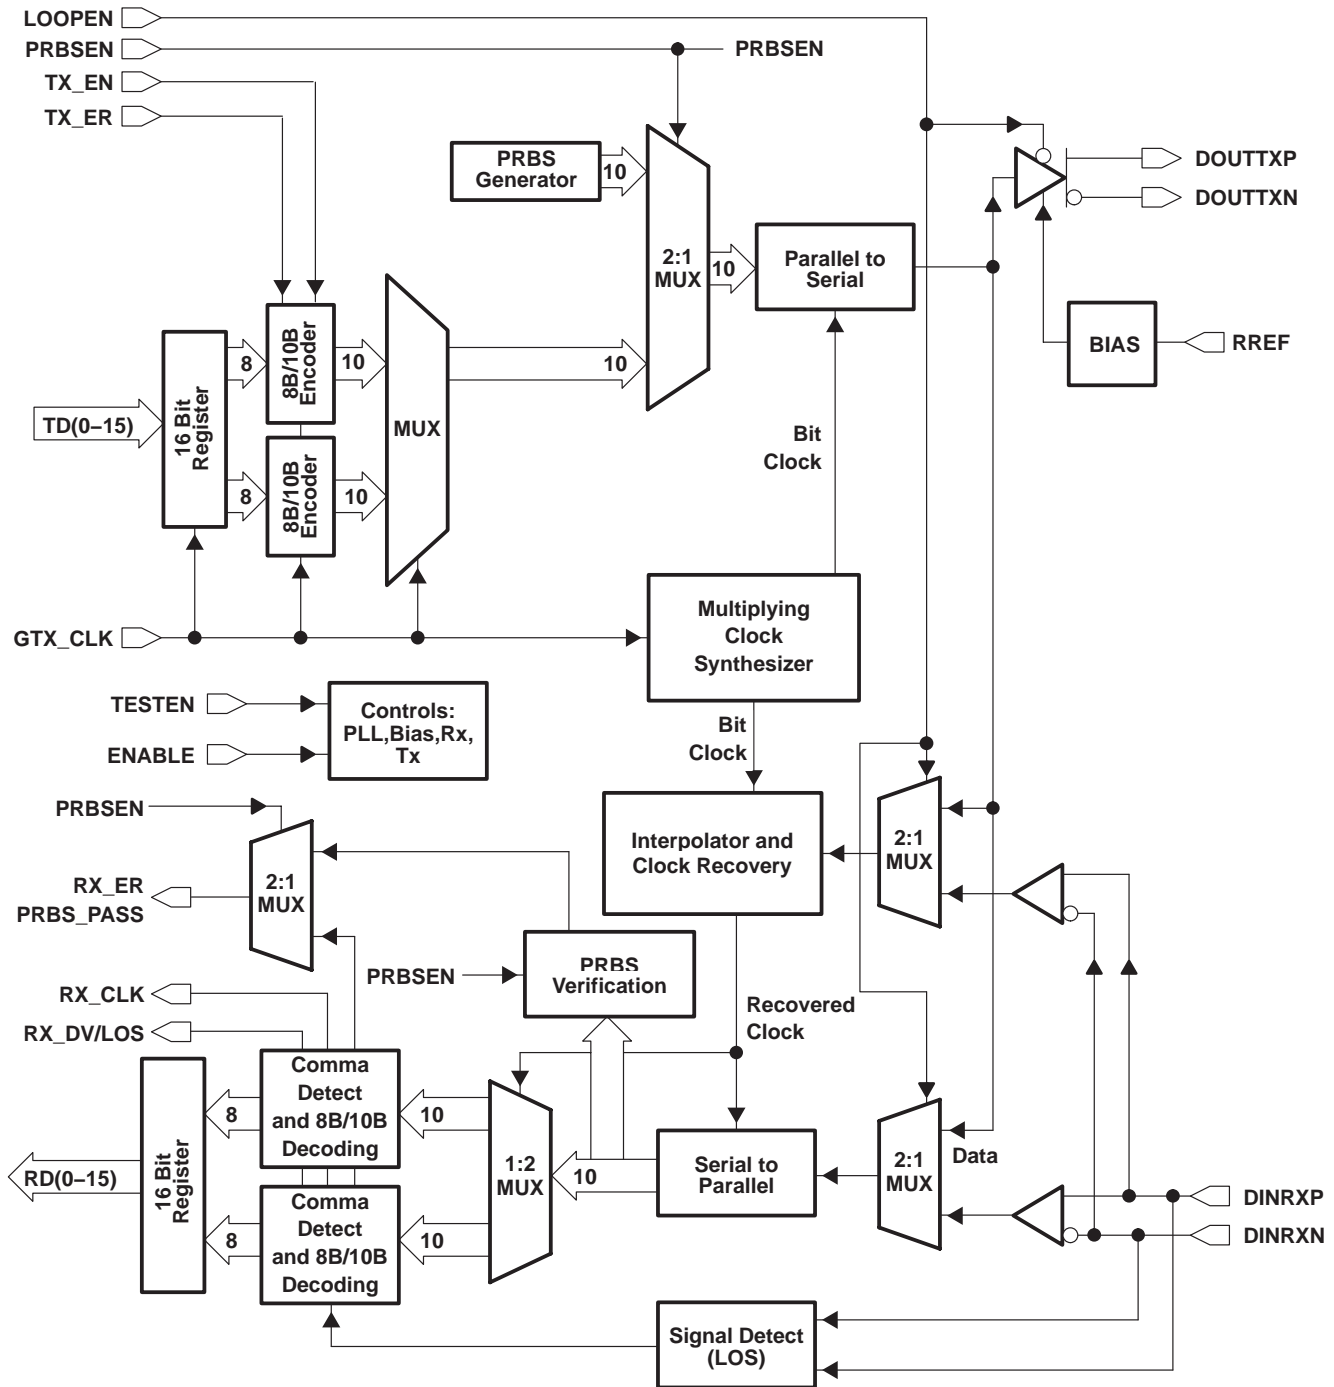 LOOPEN
PRBSEN
PRBSEN
TX_EN
TX_ER
PRBS
Generator
10
DOUTTXP
DOUTTXN
2:1
MUX
10
Parallel to
Serial
BIAS
RREF
TD(0–15)
16 Bit
Register
8
8
8B/10B
Encoder
8B/10B
Encoder
10
10
MUX
10
Bit
Clock
GTX_CLK
Multiplying
Clock
Synthesizer
TESTEN
ENABLE
Controls:
PLL,Bias,Rx,
Tx
Bit
Clock
PRBSEN
2:1
MUX
RX_ER
PRBS_PASS
Interpolator and
Clock Recovery
2:1
MUX
PRBSEN
PRBS
Verification
RX_CLK
RX_DV/LOS
Recovered
Clock
RD(0–15)
16 Bit
Register
8
8
Comma
Detect
and 8B/10B
Decoding
Comma
Detect
and 8B/10B
Decoding
10
10
1:2
MUX
10
Serial to
Parallel
2:1
MUX
Data
DINRXP
DINRXN
Signal Detect
(LOS)